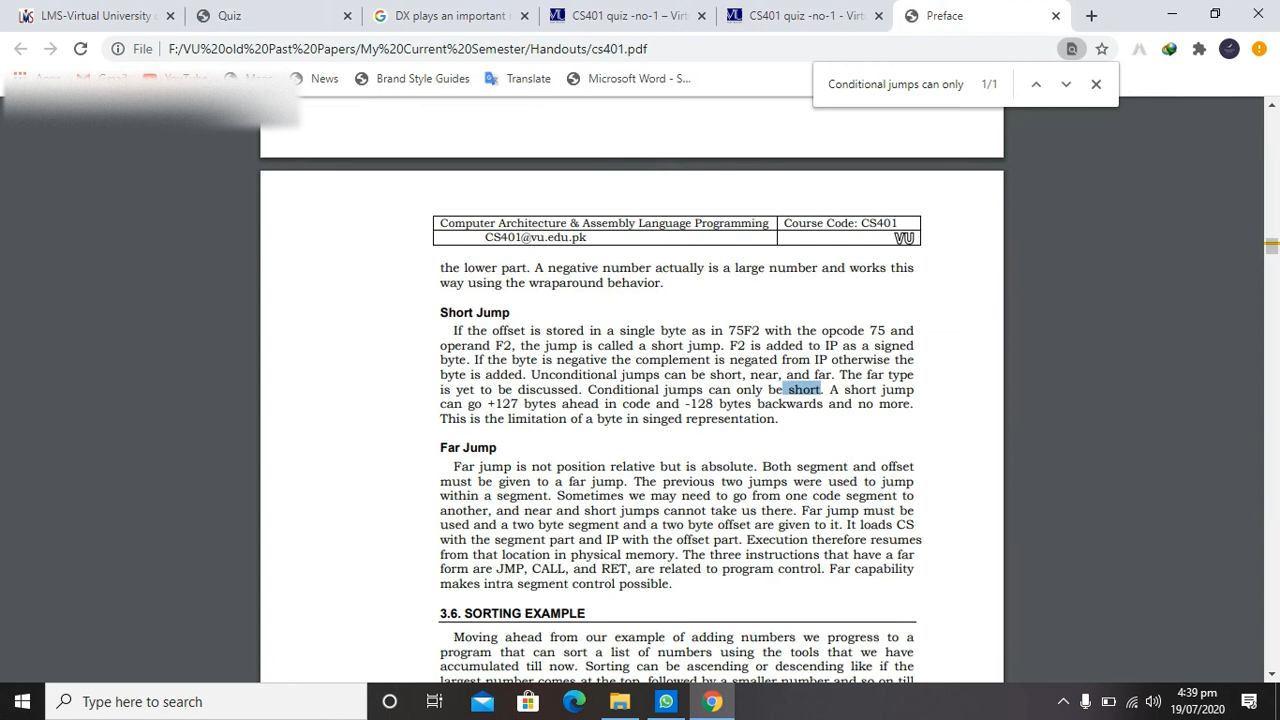 LMS-Virtual University o
Quiz
DX plays an important r
CS401 quiz -no-1 – Virtu
CS401 quiz -no-1 - Virtu
Preface
File
F:/VU%20old%20Past%20Papers/My%20Current%20Semester/Handouts/cs401.pdf
News
Brand Style Guides
Translate
Microsoft Word - S...
Conditional jumps can only 1/1
Computer Architecture & Assembly Language Programming
Course Code: CS401
CS401@vu.edu.pk
VU
the lower part. A negative number actually is a large number and works this
way using the wraparound behavior.
Short Jump
If the offset is stored in a single byte as in 75F2 with the opcode 75 and
operand F2, the jump is called a short jump. F2 is added to IP as a signed
byte. If the byte is negative the complement is negated from IP otherwise the
byte is added. Unconditional jumps can be short, near, and far. The far type
is yet to be discussed. Conditional jumps can only be short. A short jump
can go +127 bytes ahead in code and -128 bytes backwards and no more.
This is the limitation of a byte in singed representation.
Far Jump
Far jump is not position relative but is absolute. Both segment and offset
must be given to a far jump. The previous two jumps were used to jump
within a segment. Sometimes we may need to go from one code segment to
another, and near and short jumps cannot take us there. Far jump must be
used and a two byte segment and a two byte offset are given to it. It loads CS
with the segment part and IP with the offset part. Execution therefore resumes
from that location in physical memory. The three instructions that have a far
form are JMP, CALL, and RET, are related to program control. Far capability
makes intra segment control possible.
3.6. SORTING EXAMPLE
Moving ahead from our example of adding numbers we progress to a
program that can sort a list of numbers using the tools that we have
accumulated till now. Sorting can be ascending or descending like if the
largest number comes at the top, followed by a smaller number and so on till
Type here to search
4:39 pm
19/07/2020